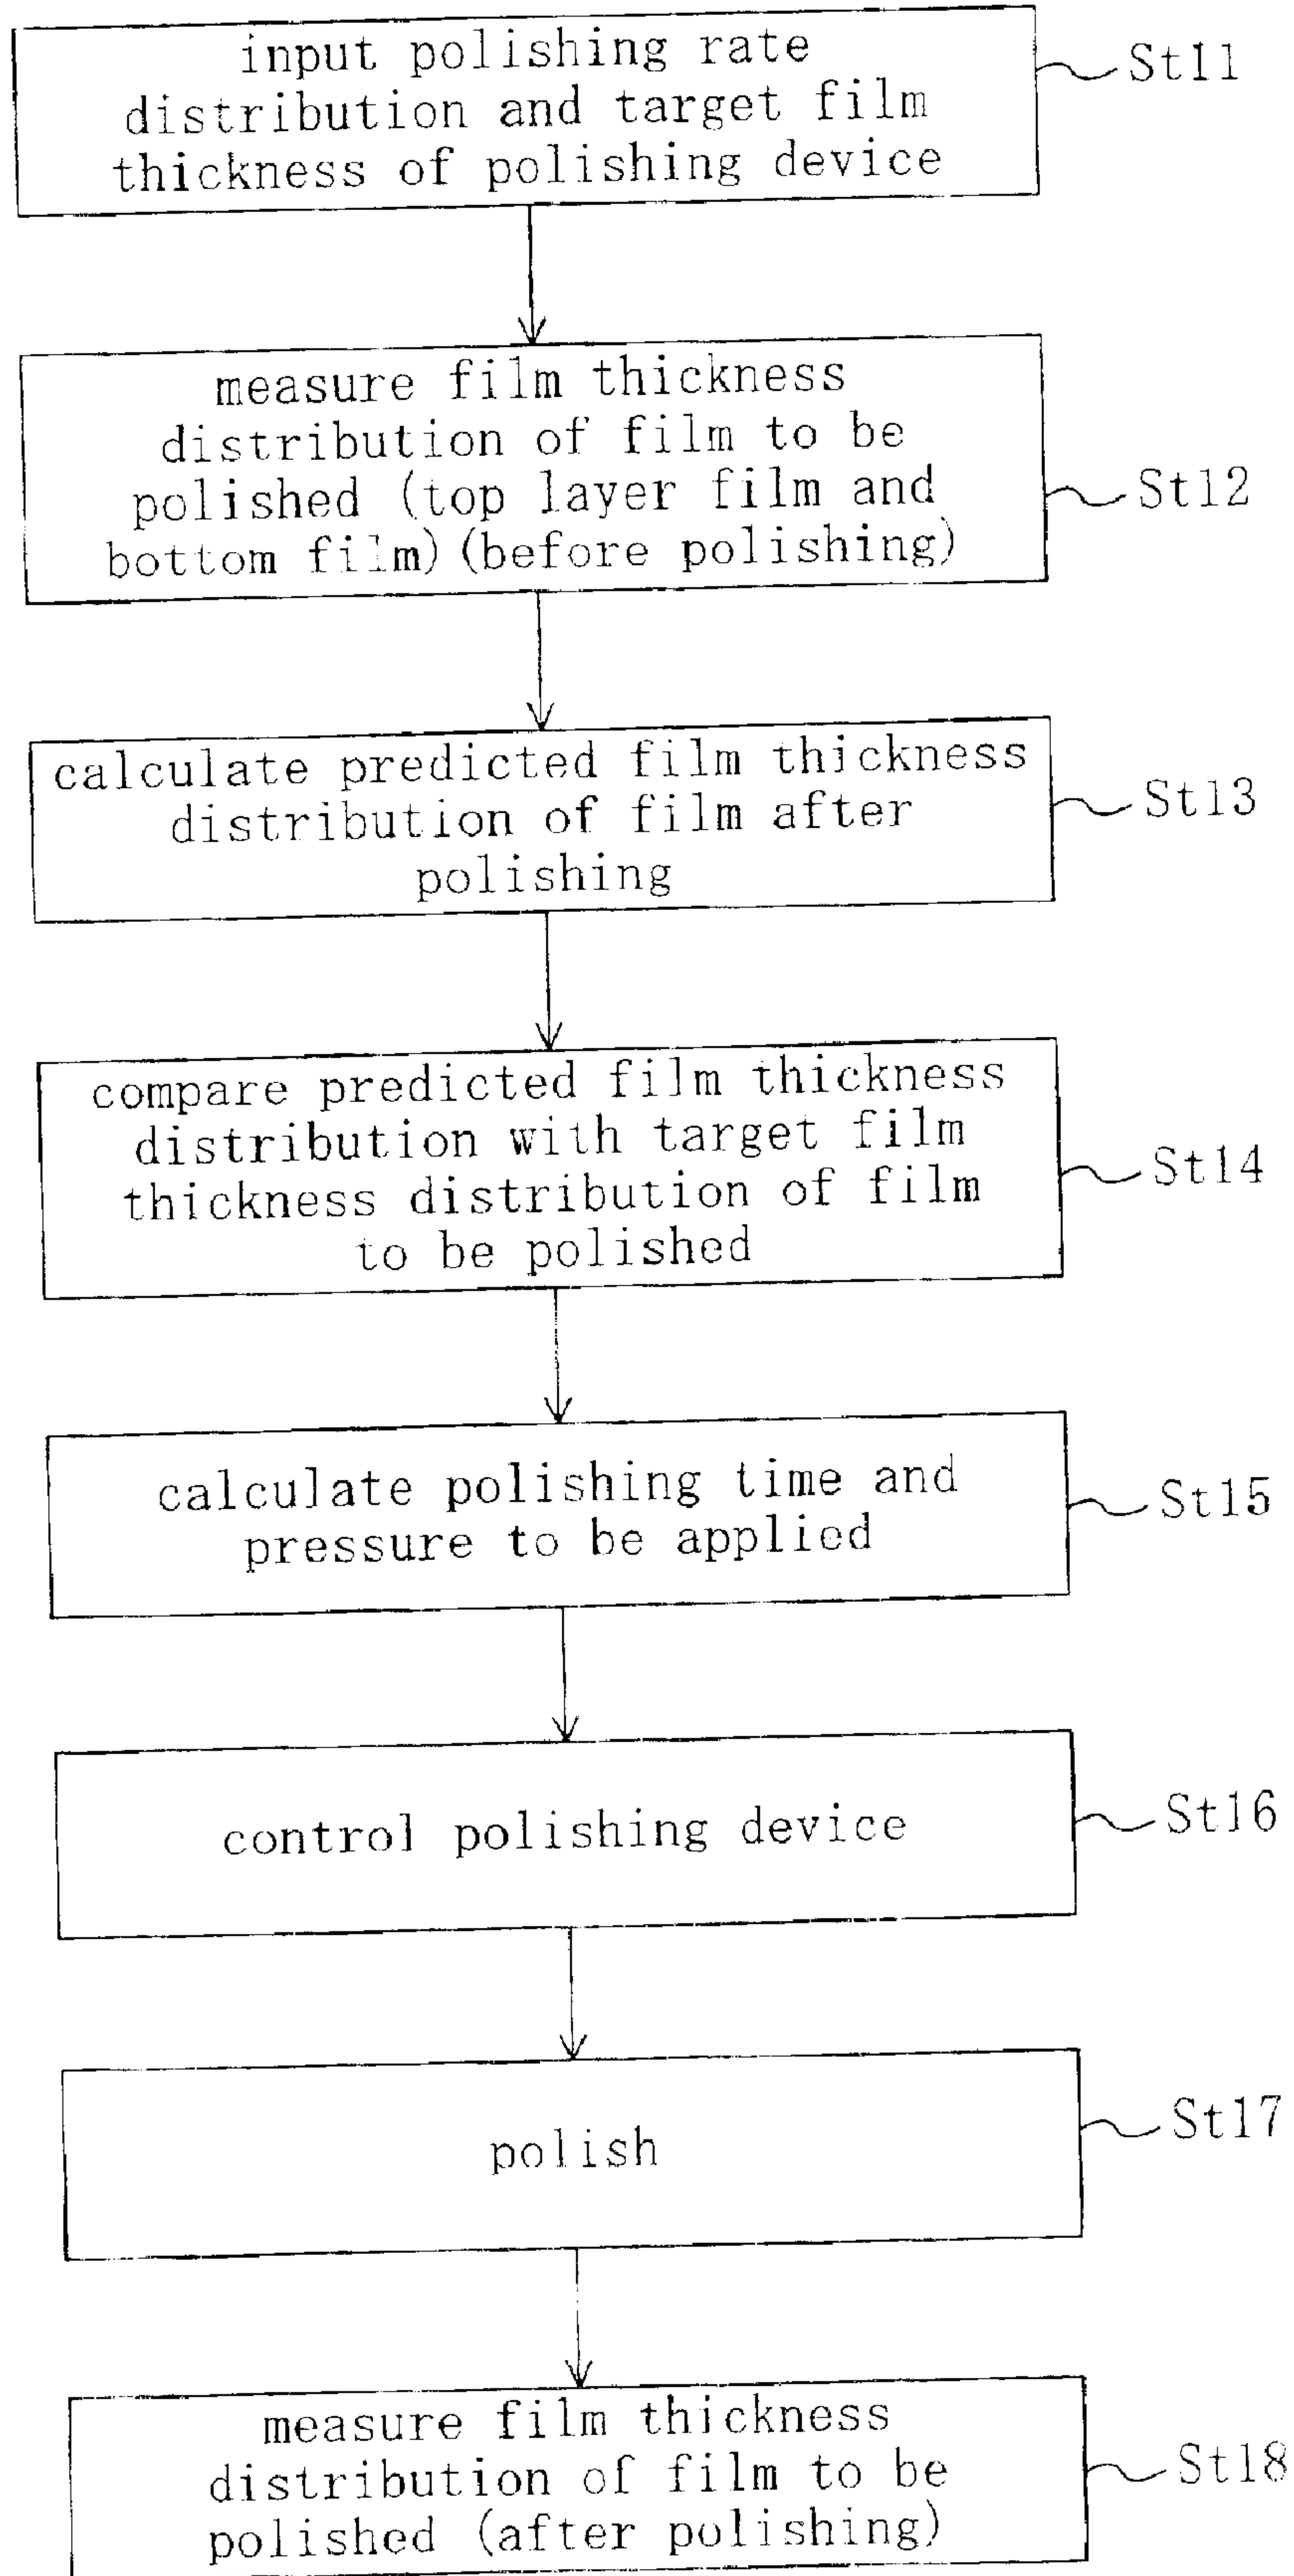 input polishing rate
distribution and target film
thickness of polishing device
St11
measure film thickness
distribution of film to be
polished (top layer film and
bottom film)(before polishing)
St12
calculate predicted film thickness
distribution of film after
polishing
St13
compare predicted film thickness
distribution with target film
thickness distribution of film
to be polished
St14
calculate polishing time and
pressure to be applied
St15
control polishing device
St16
polish
St17
measure film thickness
distribution of film to be
polished (after polishing)
St18